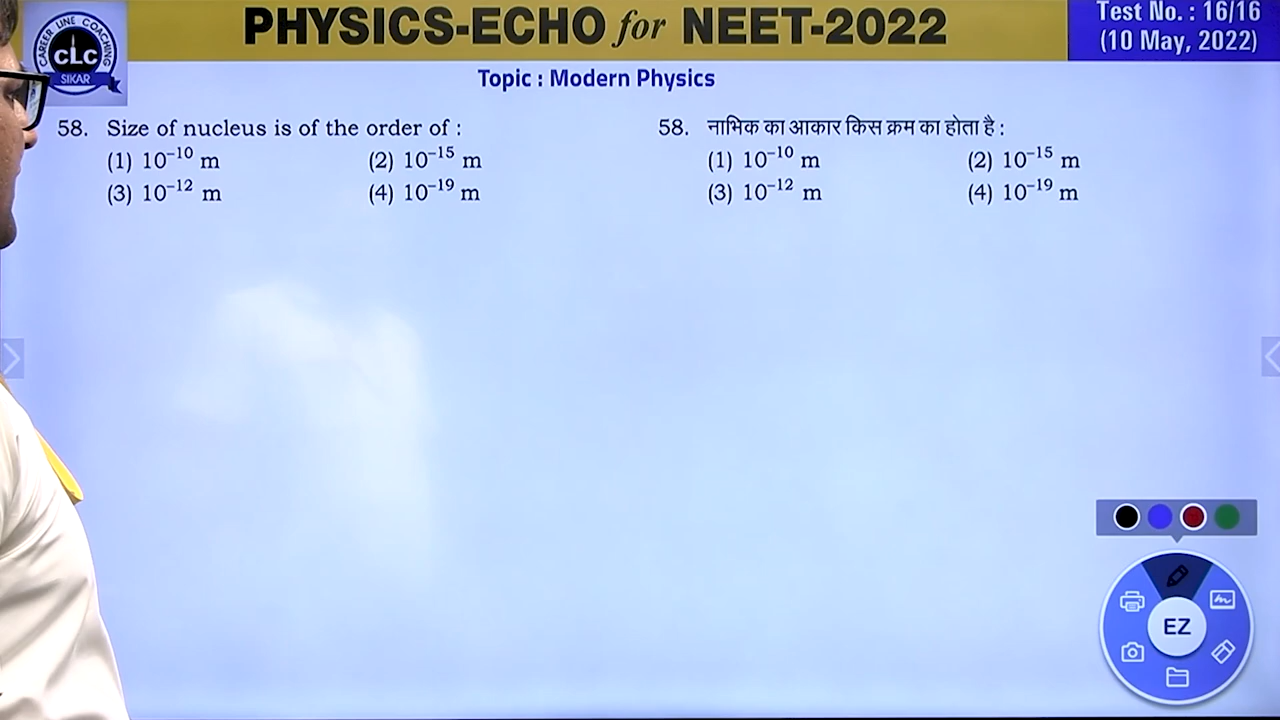 PHYSICS-ECHO for NEET-2022
Test No. : 16/16
(10 May, 2022)
CAREER LINE COACHING
CLC
SIKAR
Topic : Modern Physics
58. Size of nucleus is of the order of :
(1) 10⁻¹⁰ m (2) 10⁻¹⁵ m
(3) 10⁻¹² m (4) 10⁻¹⁹ m
58. नाभिक का आकार किस क्रम का होता है :
(1) 10⁻¹⁰ m (2) 10⁻¹⁵ m
(3) 10⁻¹² m (4) 10⁻¹⁹ m
EZ